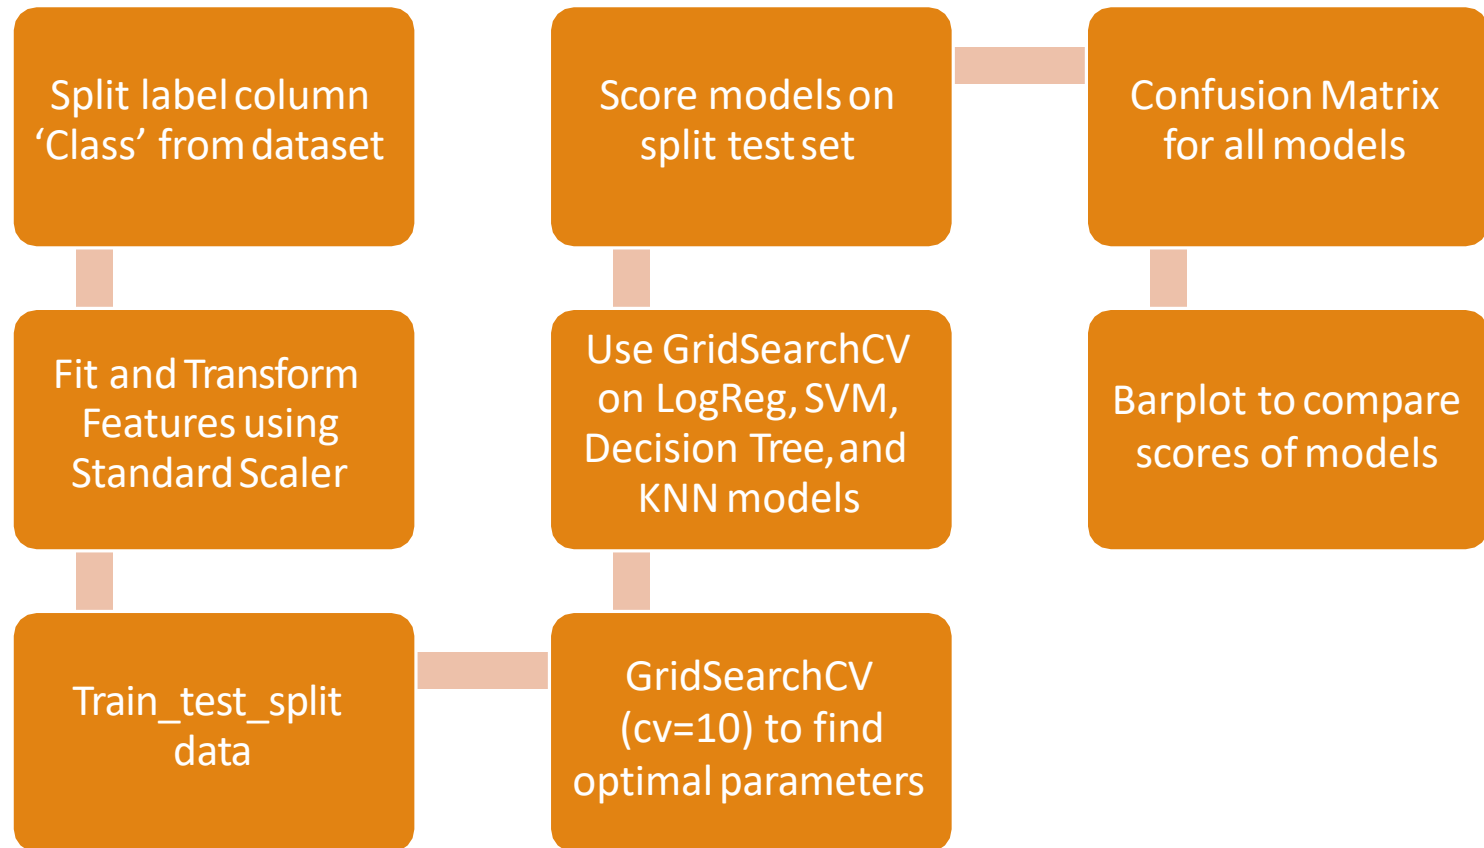 Split label column
‘Class’ from dataset
Fit and Transform
Features using
Standard Scaler
Train_test_split
data
GridSearchCV
(cv=10) to find
optimal parameters
Use GridSearchCV
on LogReg, SVM,
Decision Tree, and
KNN models
Score models on
split test set
Confusion Matrix
for all models
Barplot to compare
scores of models